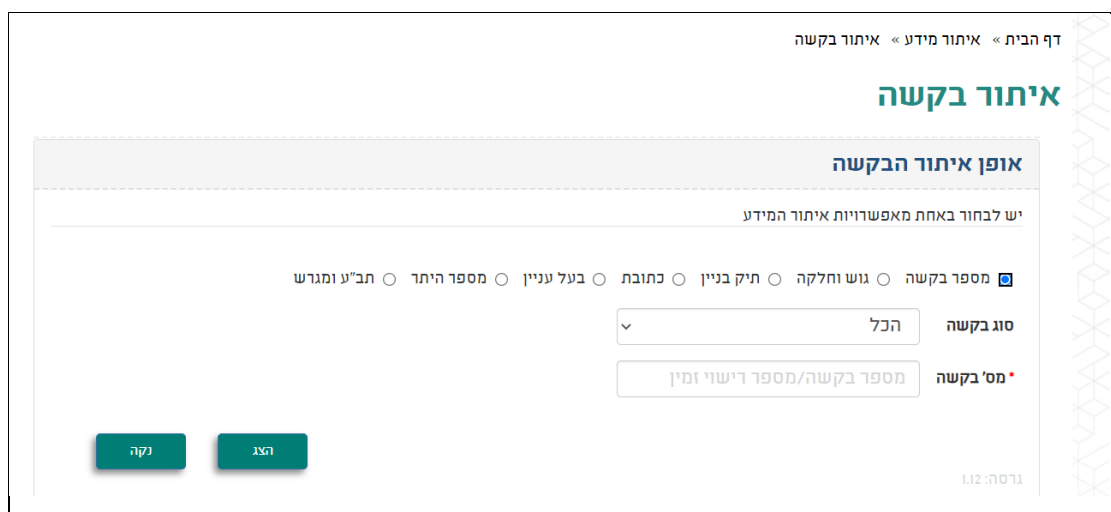 דף הבית » איתור מידע » איתור בקשה
איתור בקשה
אופן איתור הבקשה
יש לבחור באחת מאפשרויות איתור המידע
מספר בקשה גוש וחלקה תיק בניין כתובת בעל עניין מספר היתר תב"ע ומגרש
סוג בקשה הכל
* מס' בקשה מספר בקשה/מספר רישוי זמין
הצג נקה
גרסה: 1.12